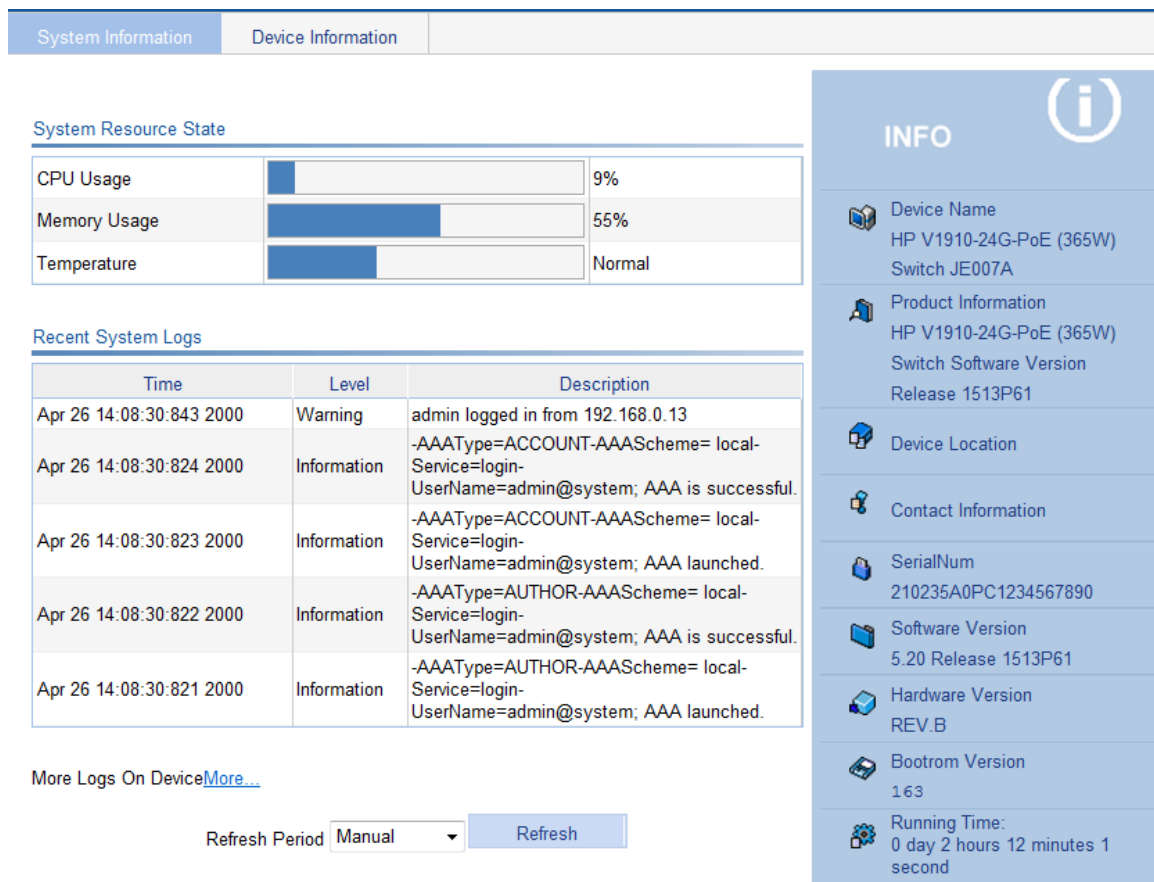 System Information
Device Information
System Resource State
CPU Usage
9%
Memory Usage
55%
Temperature
Normal
Recent System Logs
Time Level Description
Apr 26 14:08:30:843 2000 Warning admin logged in from 192.168.0.13
Apr 26 14:08:30:824 2000 Information -AAAType=ACCOUNT-AAAScheme= local-
Service=login-
UserName=admin@system; AAA is successful.
Apr 26 14:08:30:823 2000 Information -AAAType=ACCOUNT-AAAScheme= local-
Service=login-
UserName=admin@system; AAA launched.
Apr 26 14:08:30:822 2000 Information -AAAType=AUTHOR-AAAScheme= local-
Service=login-
UserName=admin@system; AAA is successful.
Apr 26 14:08:30:821 2000 Information -AAAType=AUTHOR-AAAScheme= local-
Service=login-
UserName=admin@system; AAA launched.
More Logs On DeviceMore...
Refresh Period Manual Refresh
INFO (i)
Device Name
HP V1910-24G-PoE (365W)
Switch JE007A
Product Information
HP V1910-24G-PoE (365W)
Switch Software Version
Release 1513P61
Device Location
Contact Information
SerialNum
210235A0PC1234567890
Software Version
5.20 Release 1513P61
Hardware Version
REV.B
Bootrom Version
163
Running Time:
0 day 2 hours 12 minutes 1
second